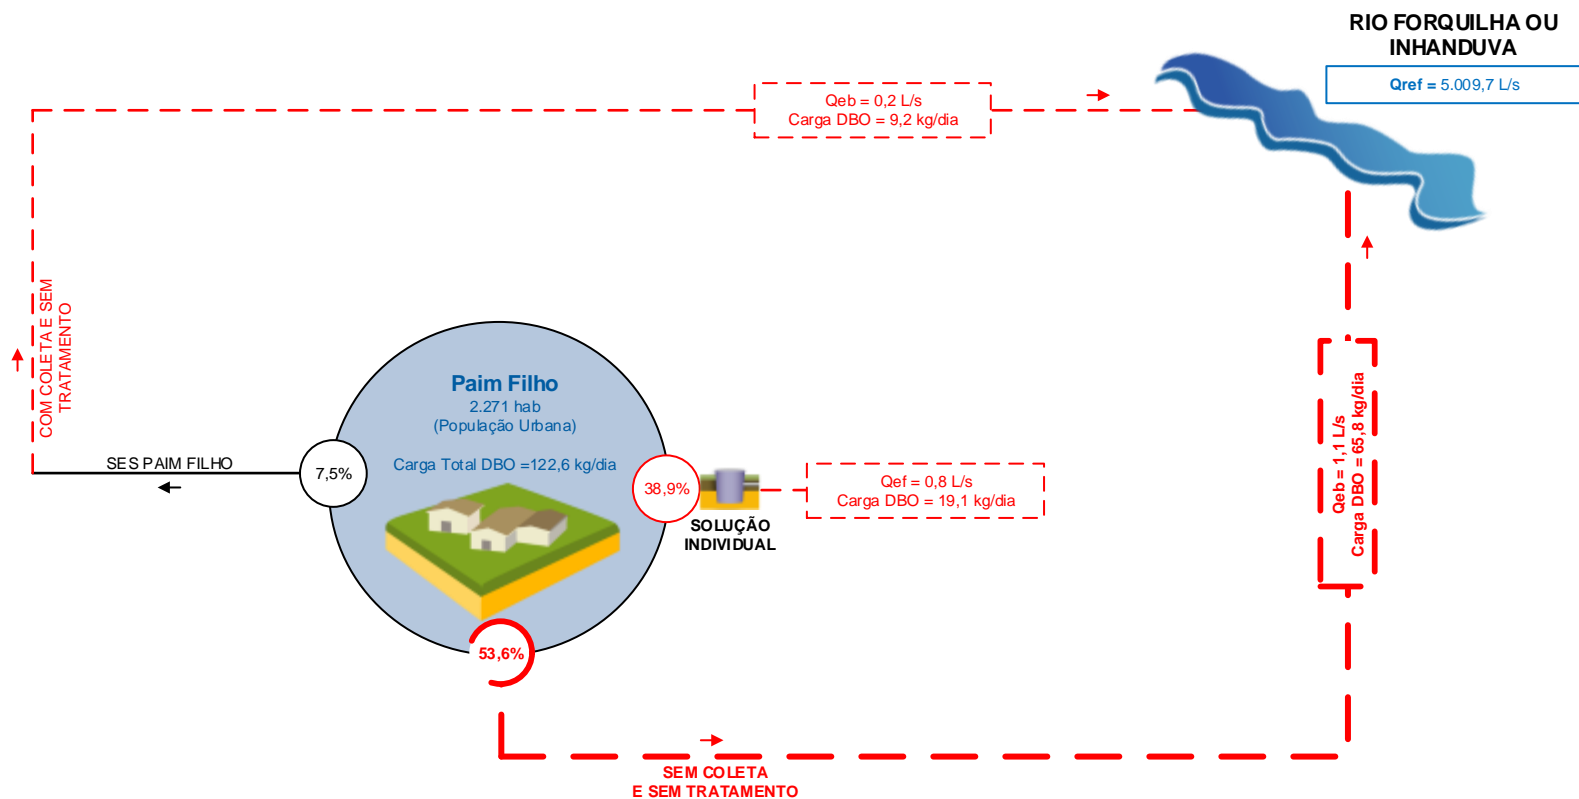 RIO FORQUILHA OU
INHANDUVA
Qref = 5.009,7 L/s
Qeb = 0,2 L/s
Carga DBO = 9,2 kg/dia
COM COLETA E SEM
TRATAMENTO
Paim Filho
2.271 hab
(População Urbana)
Carga Total DBO =122,6 kg/dia
SES PAIM FILHO
7,5%
38,9%
SOLUÇÃO
INDIVIDUAL
Qef = 0,8 L/s
Carga DBO = 19,1 kg/dia
Qeb = 1,1 L/s
Carga DBO = 65,8 kg/dia
53,6%
SEM COLETA
E SEM TRATAMENTO